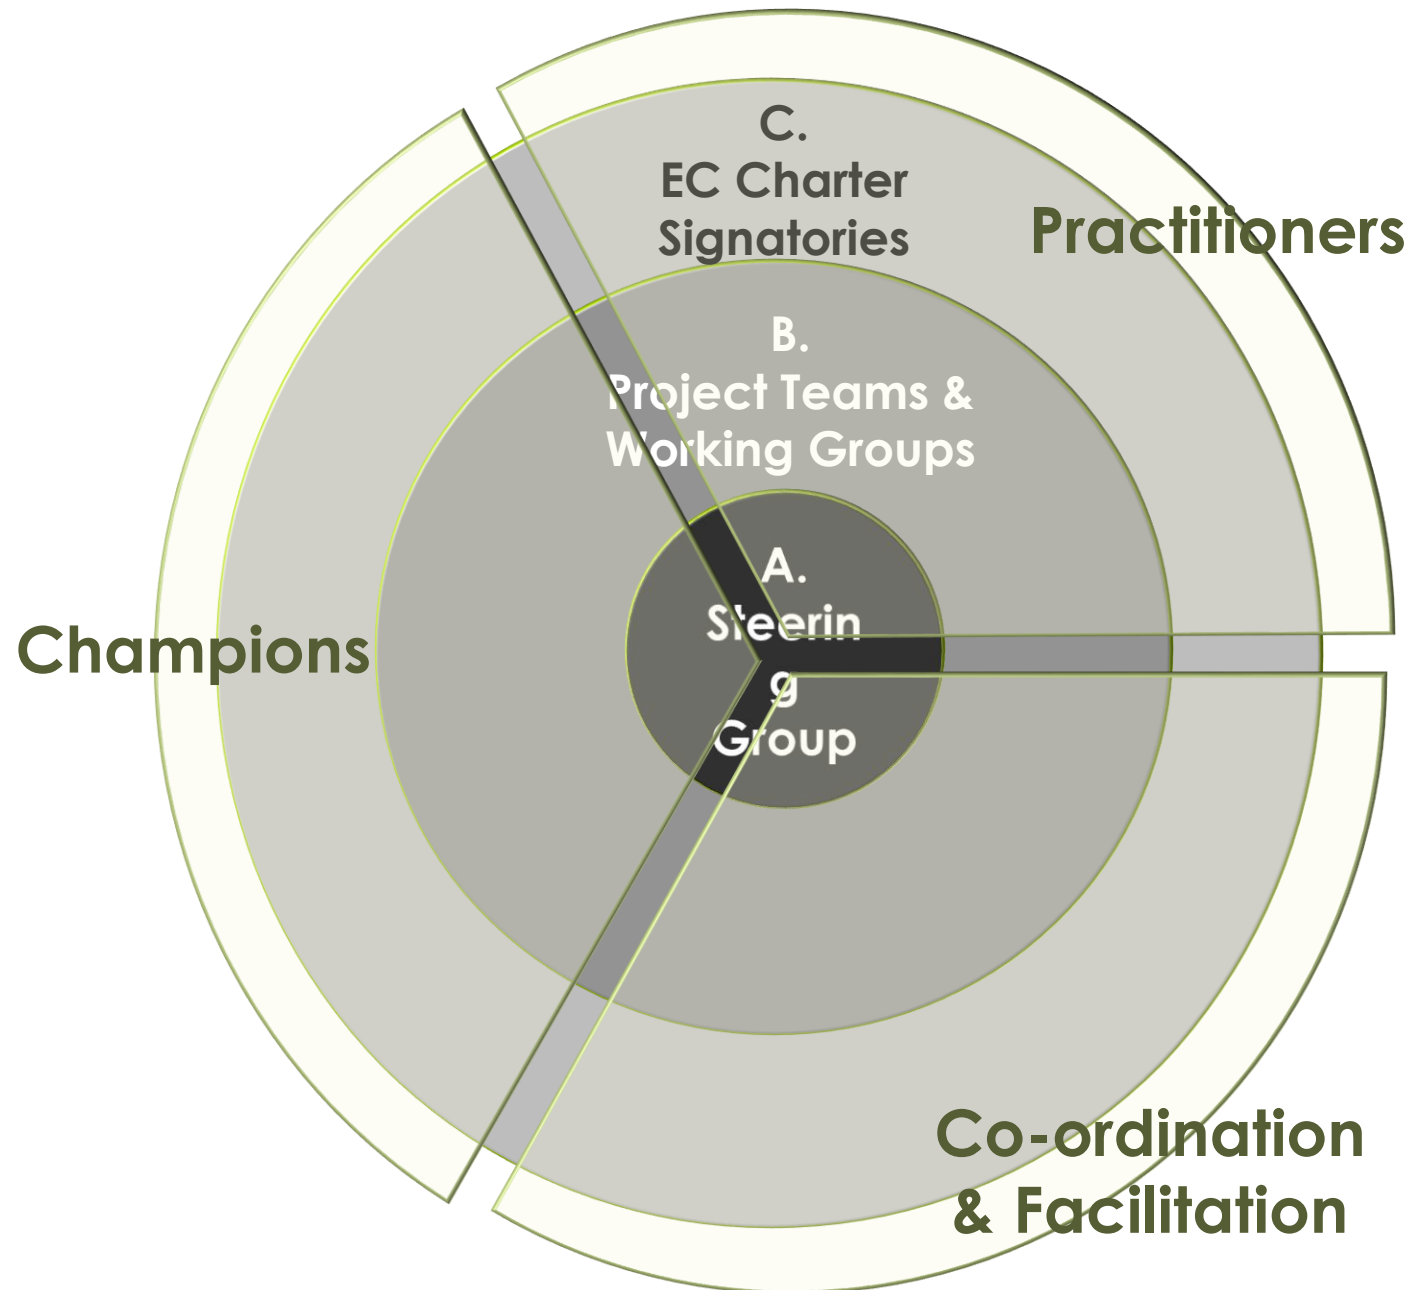 C.
EC Charter
Signatories
Practitioners
B.
Project Teams &
Working Groups
A.
Steerin
g
Group
Champions
Co-ordination
& Facilitation